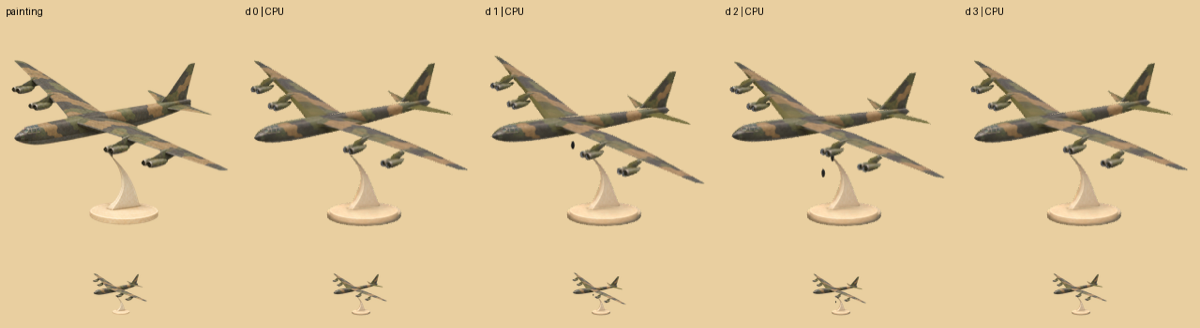 painting
d 0 | CPU
d 1 | CPU
d 2 | CPU
d 3 | CPU